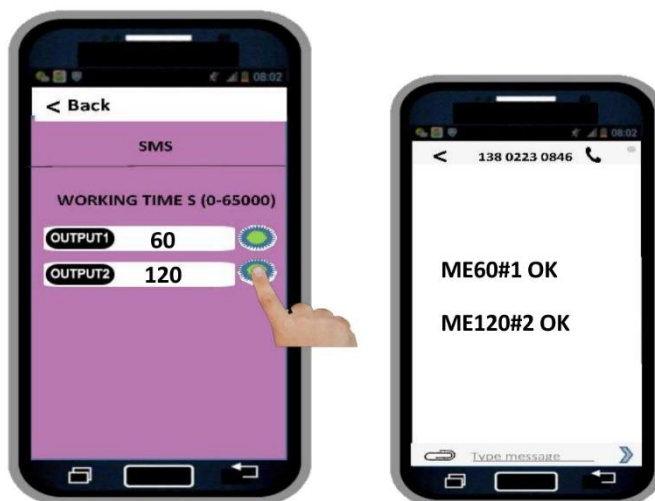 08:02
< Back
SMS
WORKING TIME S (0-65000)
OUTPUT1 60
OUTPUT2 120
08:02
< 138 0223 0846
ME60#1 OK
ME120#2 OK
Type message